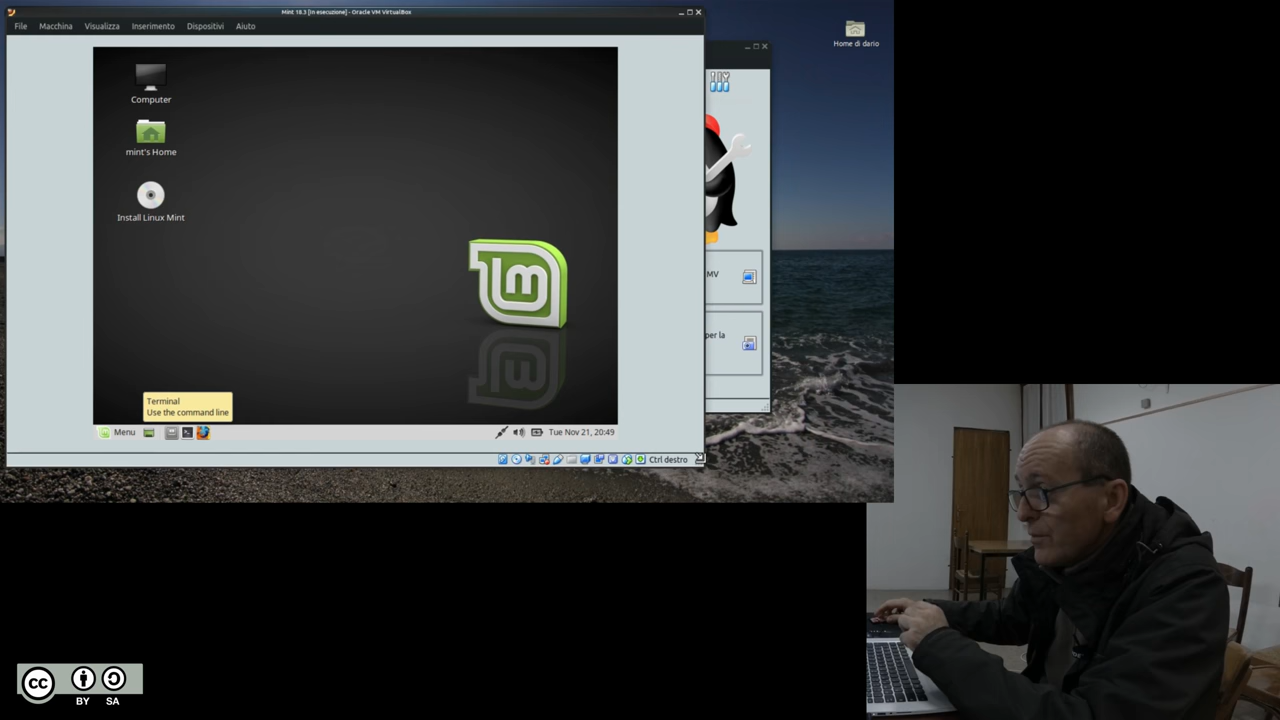 Mint 18.3 [In esecuzione] - Oracle VM VirtualBox
File Macchina Visualizza Inserimento Dispositivi Aiuto
Home di dario
Computer
mint's Home
Install Linux Mint
lm
MV
per la
Terminal
Use the command line
Menu
Tue Nov 21, 20:49
Ctrl destro
cc
BY SA